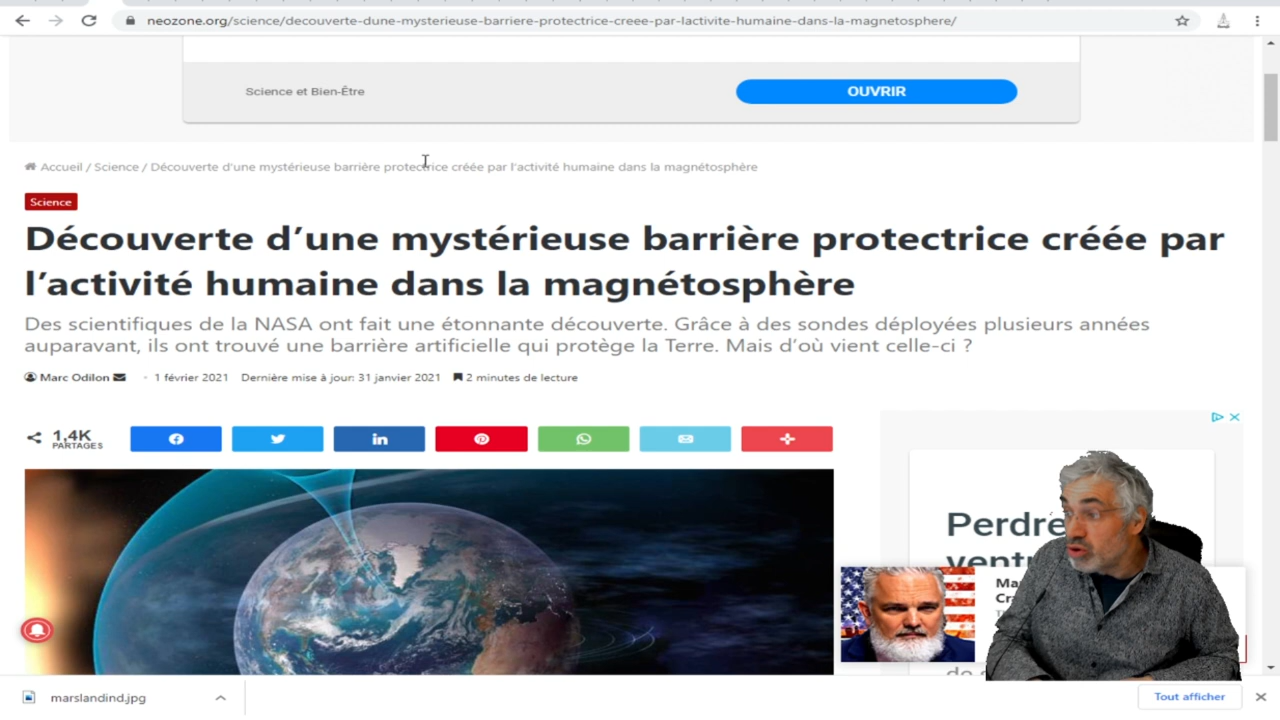 neozone.org/science/decouverte-dune-mysterieuse-barriere-protectrice-creee-par-lactivite-humaine-dans-la-magnetosphere/
Science et Bien-Être
OUVRIR
Accueil / Science / Découverte d'une mystérieuse barrière protectrice créée par l'activité humaine dans la magnétosphère
Science
Découverte d’une mystérieuse barrière protectrice créée par
l’activité humaine dans la magnétosphère
Des scientifiques de la NASA ont fait une étonnante découverte. Grâce à des sondes déployées plusieurs années
auparavant, ils ont trouvé une barrière artificielle qui protège la Terre. Mais d’où vient celle-ci ?
Marc Odilon - 1 février 2021 Dernière mise à jour: 31 janvier 2021 2 minutes de lecture
1,4K
PARTAGES
Perdre
ventr
Ma
Cr
de
marslandind.jpg
Tout afficher